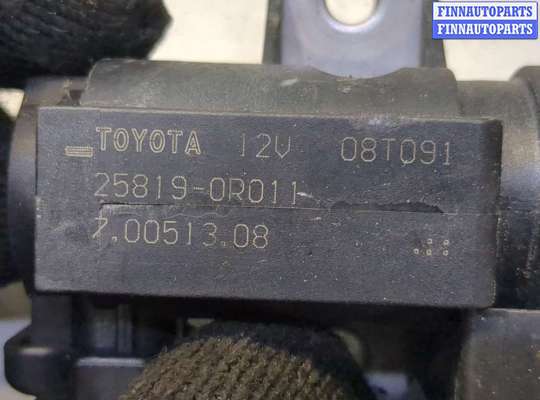 FINNAUTOPARTS
FINNAUTOPARTS
TOYOTA 12V 08T091
25819-0R011
7.00513.08